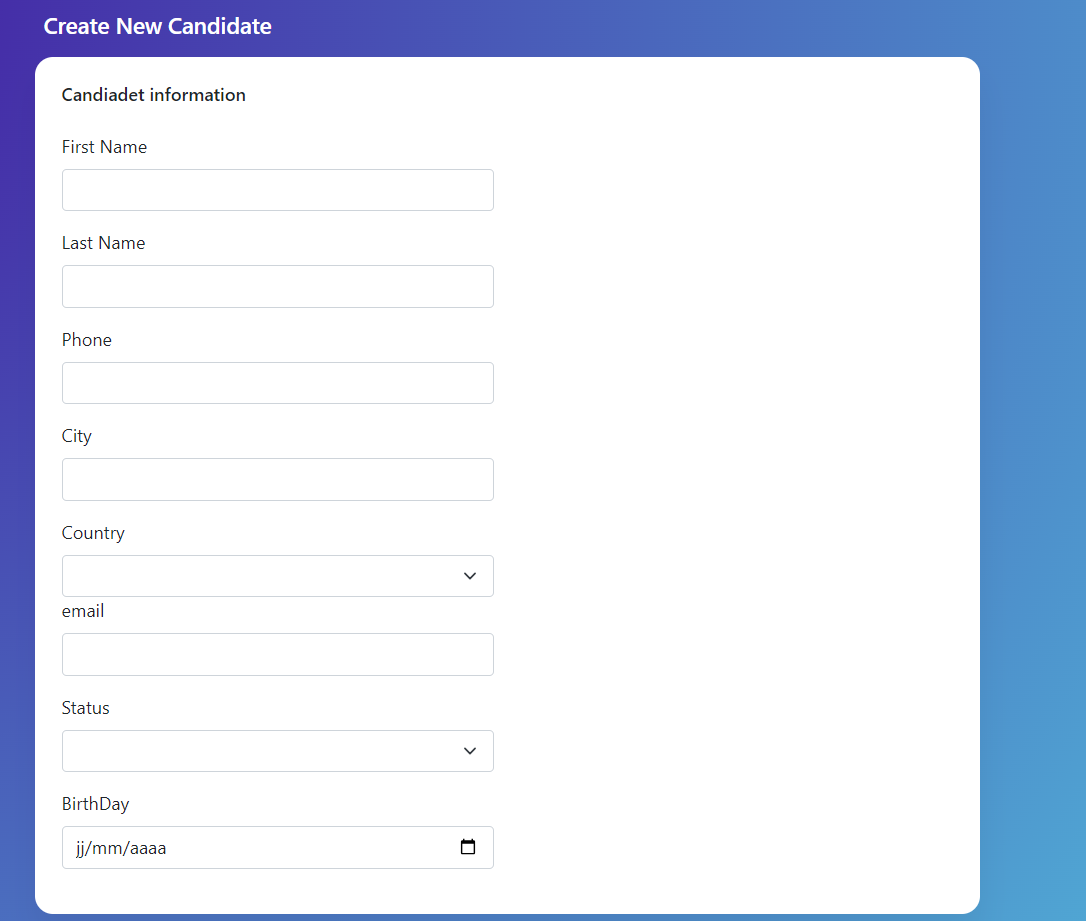 Create New Candidate
Candiadet information
First Name
Last Name
Phone
City
Country
email
Status
BirthDay
jj/mm/aaaa